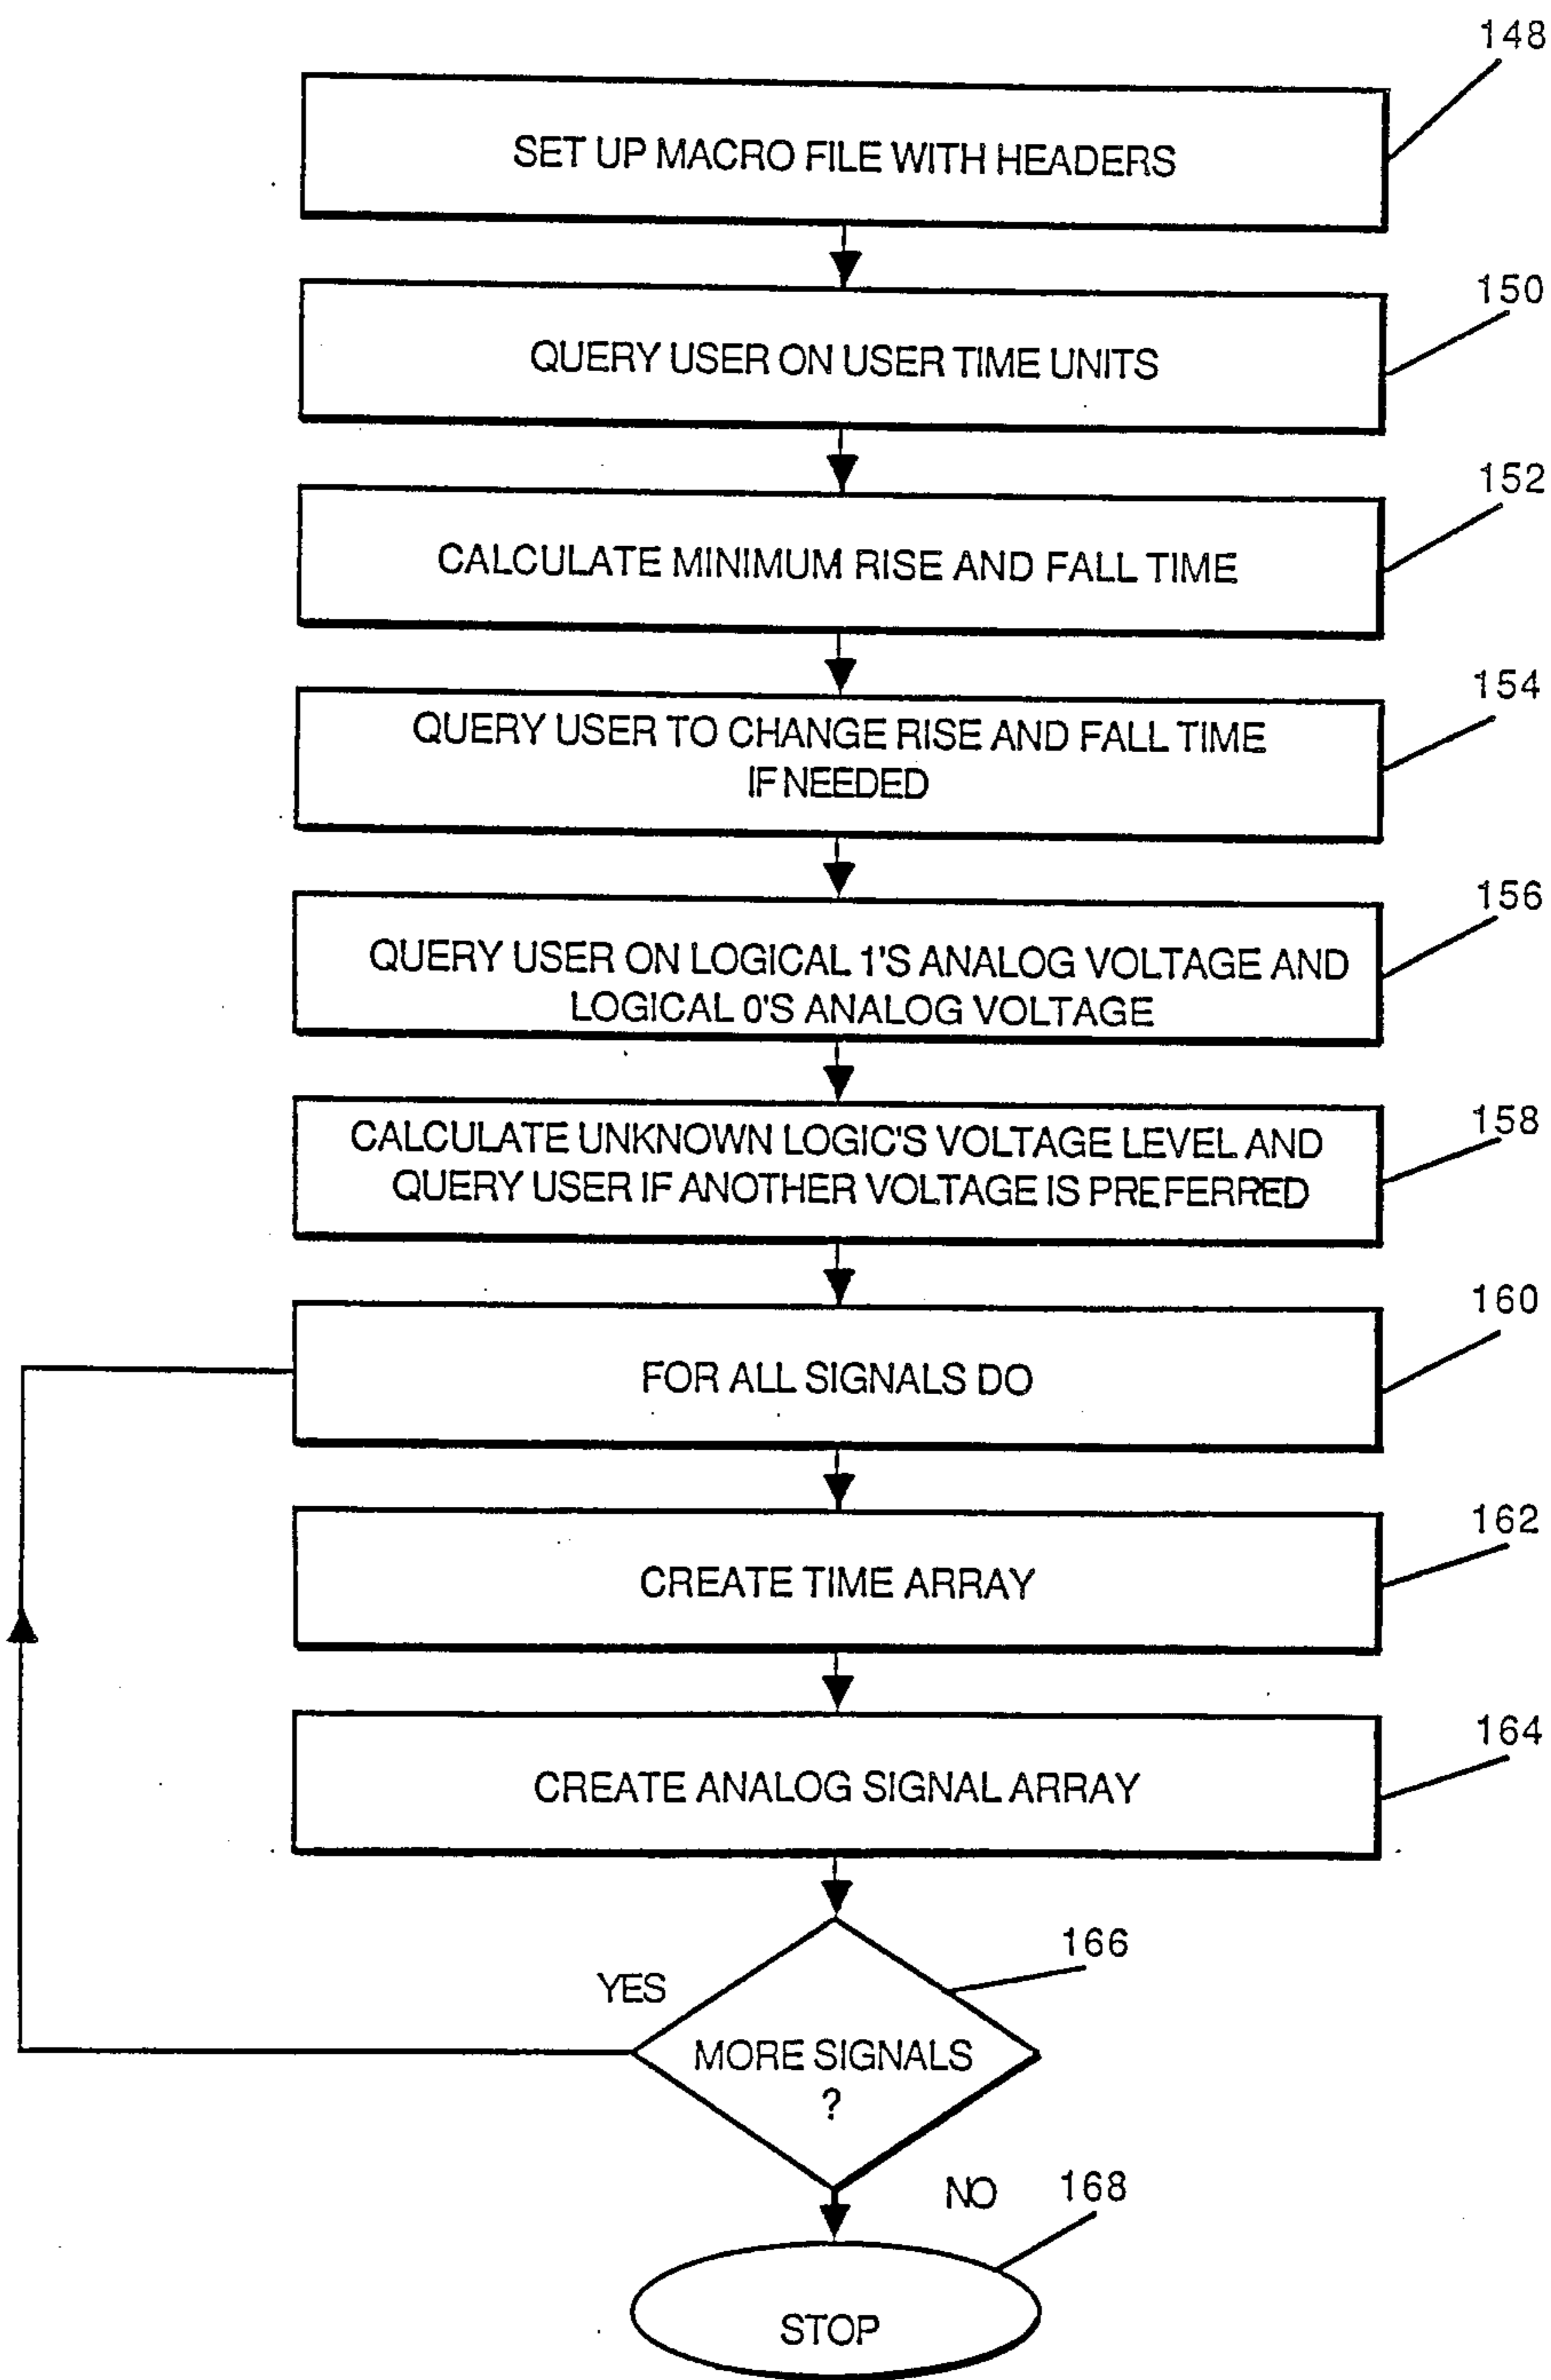 148
SET UP MACRO FILE WITH HEADERS
150
QUERY USER ON USER TIME UNITS
152
CALCULATE MINIMUM RISE AND FALL TIME
154
QUERY USER TO CHANGE RISE AND FALL TIME
IF NEEDED
156
QUERY USER ON LOGICAL 1'S ANALOG VOLTAGE AND
LOGICAL 0'S ANALOG VOLTAGE
158
CALCULATE UNKNOWN LOGIC'S VOLTAGE LEVEL AND
QUERY USER IF ANOTHER VOLTAGE IS PREFERRED
160
FOR ALL SIGNALS DO
162
CREATE TIME ARRAY
164
CREATE ANALOG SIGNAL ARRAY
166
YES
MORE SIGNALS
?
NO
168
STOP